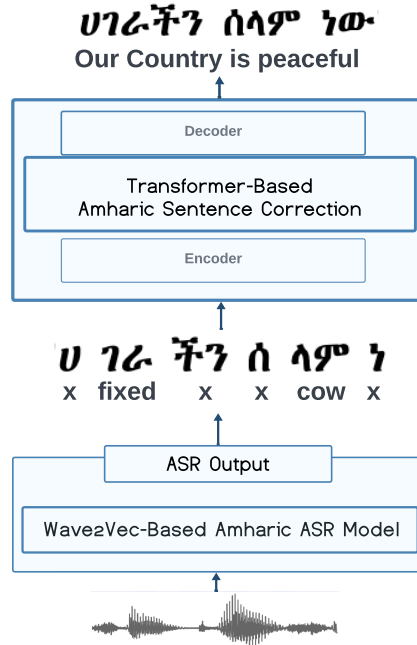 ሀገራችን ሰላም ነው
Our Country is peaceful
Decoder
Transformer-Based
Amharic Sentence Correction
Encoder
ሀ ገራ ችን ሰ ላም ነ
x fixed x x cow x
ASR Output
Wave2Vec-Based Amharic ASR Model